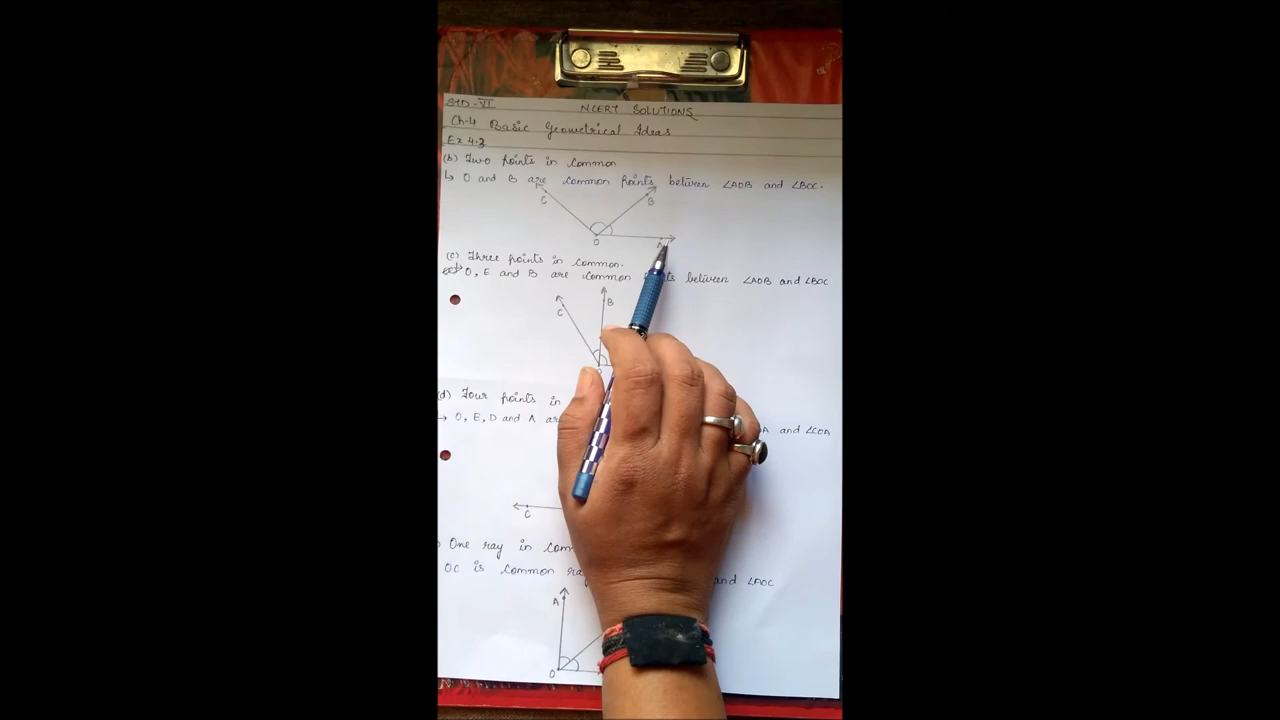 STD-VI NCERT SOLUTIONS
Ch-4 Basic Geometrical Ideas
Ex 4.3
(b) Two points in Common
↳ O and B are common points between ∠AOB and ∠BOC.
C B
O A
(c) Three points in common.
↳ O, E and B are common between ∠AOB and ∠BOC
C B
(d) Four points in
→ O, E, D and A and ∠COA
C
One ray in
OC is common and ∠AOC
A
O